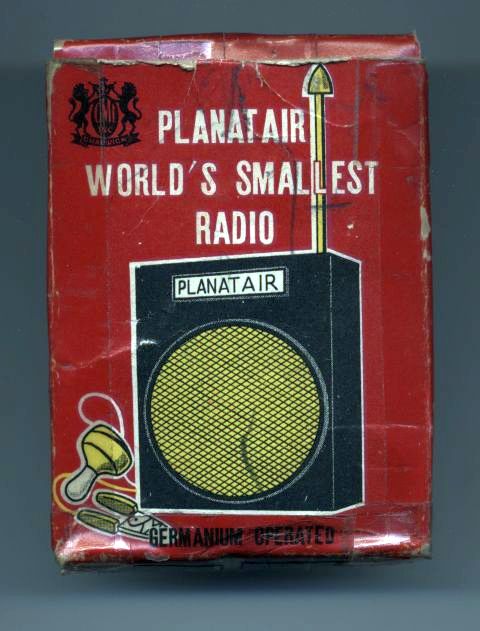 PLANATAIR
WORLD'S SMALLEST
RADIO
PLANATAIR
GERMANIUM OPERATED